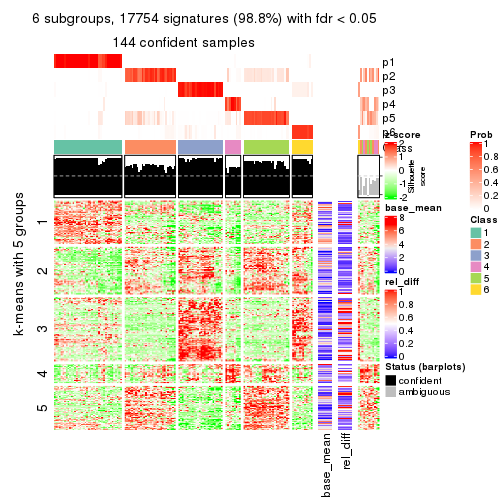 6 subgroups, 17754 signatures (98.8%) with fdr < 0.05
144 confident samples
p1
p2
p3
p4
p5
p6
Class
k-means with 5 groups
1
2
3
4
5
base_mean
rel_diff
z-score
2
1
0
-1
-2
Silhouette
score
base_mean
8
6
4
2
0
rel_diff
1
0.8
0.6
0.4
0.2
0
Status (barplots)
confident
ambiguous
Prob
1
0.8
0.6
0.4
0.2
0
Class
1
2
3
4
5
6